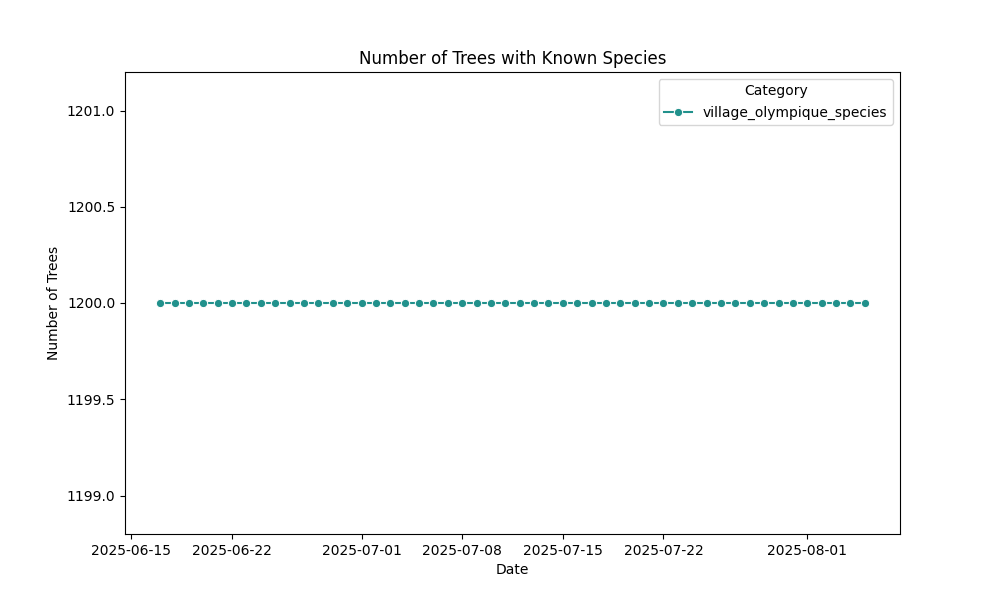 Number of Trees with Known Species
Category
village_olympique_species
1201.0
1200.5
1200.0
1199.5
1199.0
Number of Trees
2025-06-15 2025-06-22 2025-07-01 2025-07-08 2025-07-15 2025-07-22 2025-08-01
Date